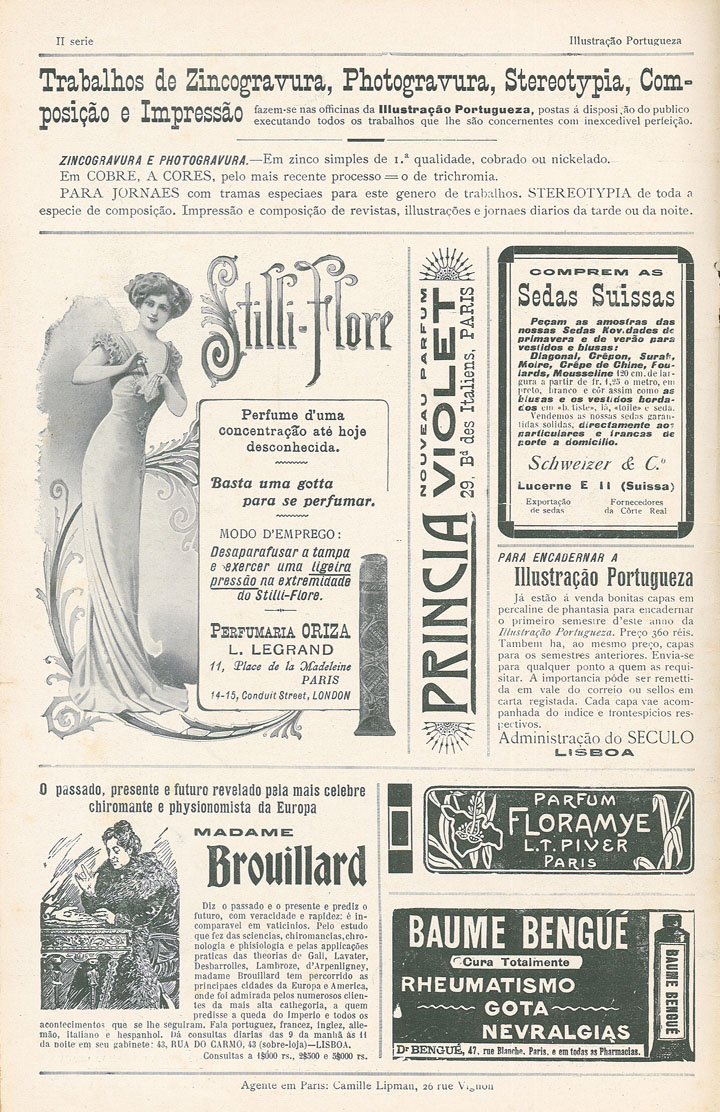 II serie
Illustração Portugueza
Trabalhos de Zincogravura, Photogravura, Stereotypia, Com-
posição e Impressão fazem-se nas officinas da Illustração Portugueza, postas á disposição do publico
executando todos os trabalhos que lhe são concernentes com inexcedivel perfeição.
ZINCOGRAVURA E PHOTOGRAVURA.—Em zinco simples de 1.ª qualidade, cobrado ou nickelado.
Em COBRE, A CORES, pelo mais recente processo = o de trichromia.
PARA JORNAES com tramas especiaes para este genero de trabalhos. STEREOTYPIA de toda a
especie de composição. Impressão e composição de revistas, illustrações e jornaes diarios da tarde ou da noite.
Stilli-Flore
Perfume d'uma
concentração até hoje
desconhecida.
Basta uma gotta
para se perfumar.
MODO D'EMPREGO:
Desaparafusar a tampa
e exercer uma ligeira
pressão na extremidade
do Stilli-Flore.
PERFUMARIA ORIZA
L. LEGRAND
11, Place de la Madeleine
PARIS
14-15, Conduit Street, LONDON
PRINCIA
NOUVEAU PARFUM
VIOLET
29, Bd des Italiens, PARIS
COMPREM AS
Sedas Suissas
Peçam as amostras das
nossas Sedas Novidades de
primavera e de verão para
vestidos e blusas:
Diagonal, Crêpon, Surah,
Moire, Crêpe de Chine, Fou-
lards, Mousseline 120 cm. de lar-
gura a partir de fr. 1,25 o metro, em
preto, branco e côr assim como as
blusas e os vestidos borda-
dos em «batiste», lã, «toile» e seda.
Vendemos as nossas sedas garan-
tidas solidas, directamente aos
particulares e francas de
porte a domicilio.
Schweizer & C.º
Lucerne E 11 (Suissa)
Exportação
de sedas
Fornecedores
da Côrte Real
PARA ENCADERNAR A
Illustração Portugueza
Já estão á venda bonitas capas em
percaline de phantasia para encadernar
o primeiro semestre d'este anno da
Illustração Portugueza. Preço 360 réis.
Tambem ha, ao mesmo preço, capas
para os semestres anteriores. Envia-se
para qualquer ponto a quem as requi-
sitar. A importancia póde ser remetti-
da em vale do correio ou sellos em
carta registada. Cada capa vae acom-
panhada do indice e frontespicios res-
pectivos.
Administração do SECULO
LISBOA
O passado, presente e futuro revelado pela mais celebre
chiromante e physionomista da Europa
MADAME
Brouillard
Diz o passado e o presente e prediz o
futuro, com veracidade e rapidez: é in-
comparavel em vaticinios. Pelo estudo
que fez das sciencias, chiromancias, chro-
nologia e phisiologia e pelas applicações
praticas das theorias de Gall, Lavater,
Desbarrolles, Lambroze, d'Arpenligney,
madame Brouillard tem percorrido as
principaes cidades da Europa e America,
onde foi admirada pelos numerosos clien-
tes da mais alta cathegoria, a quem
predisse a queda do imperio e todos os
acontecimentos que se lhe seguiram. Fala portuguez, francez, inglez, alle-
mão, italiano e hespanhol. Dá consultas diarias das 9 da manhã ás 11
da noite em seu gabinete: 43, RUA DO CARMO, 43 (sobre-loja)—LISBOA.
Consultas a 1$000 rs., 2$500 e 5$000 rs.
PARFUM
FLORAMYE
L.T. PIVER
PARIS
BAUME BENGUÉ
Cura Totalmente
RHEUMATISMO
GOTA
NEVRALGIAS
Dr BENGUÉ, 47, rue Blanche, Paris, e em todas as Pharmacias.
BAUME BENGUÉ
Agente em Paris: Camille Lipman, 26 rue Vignon